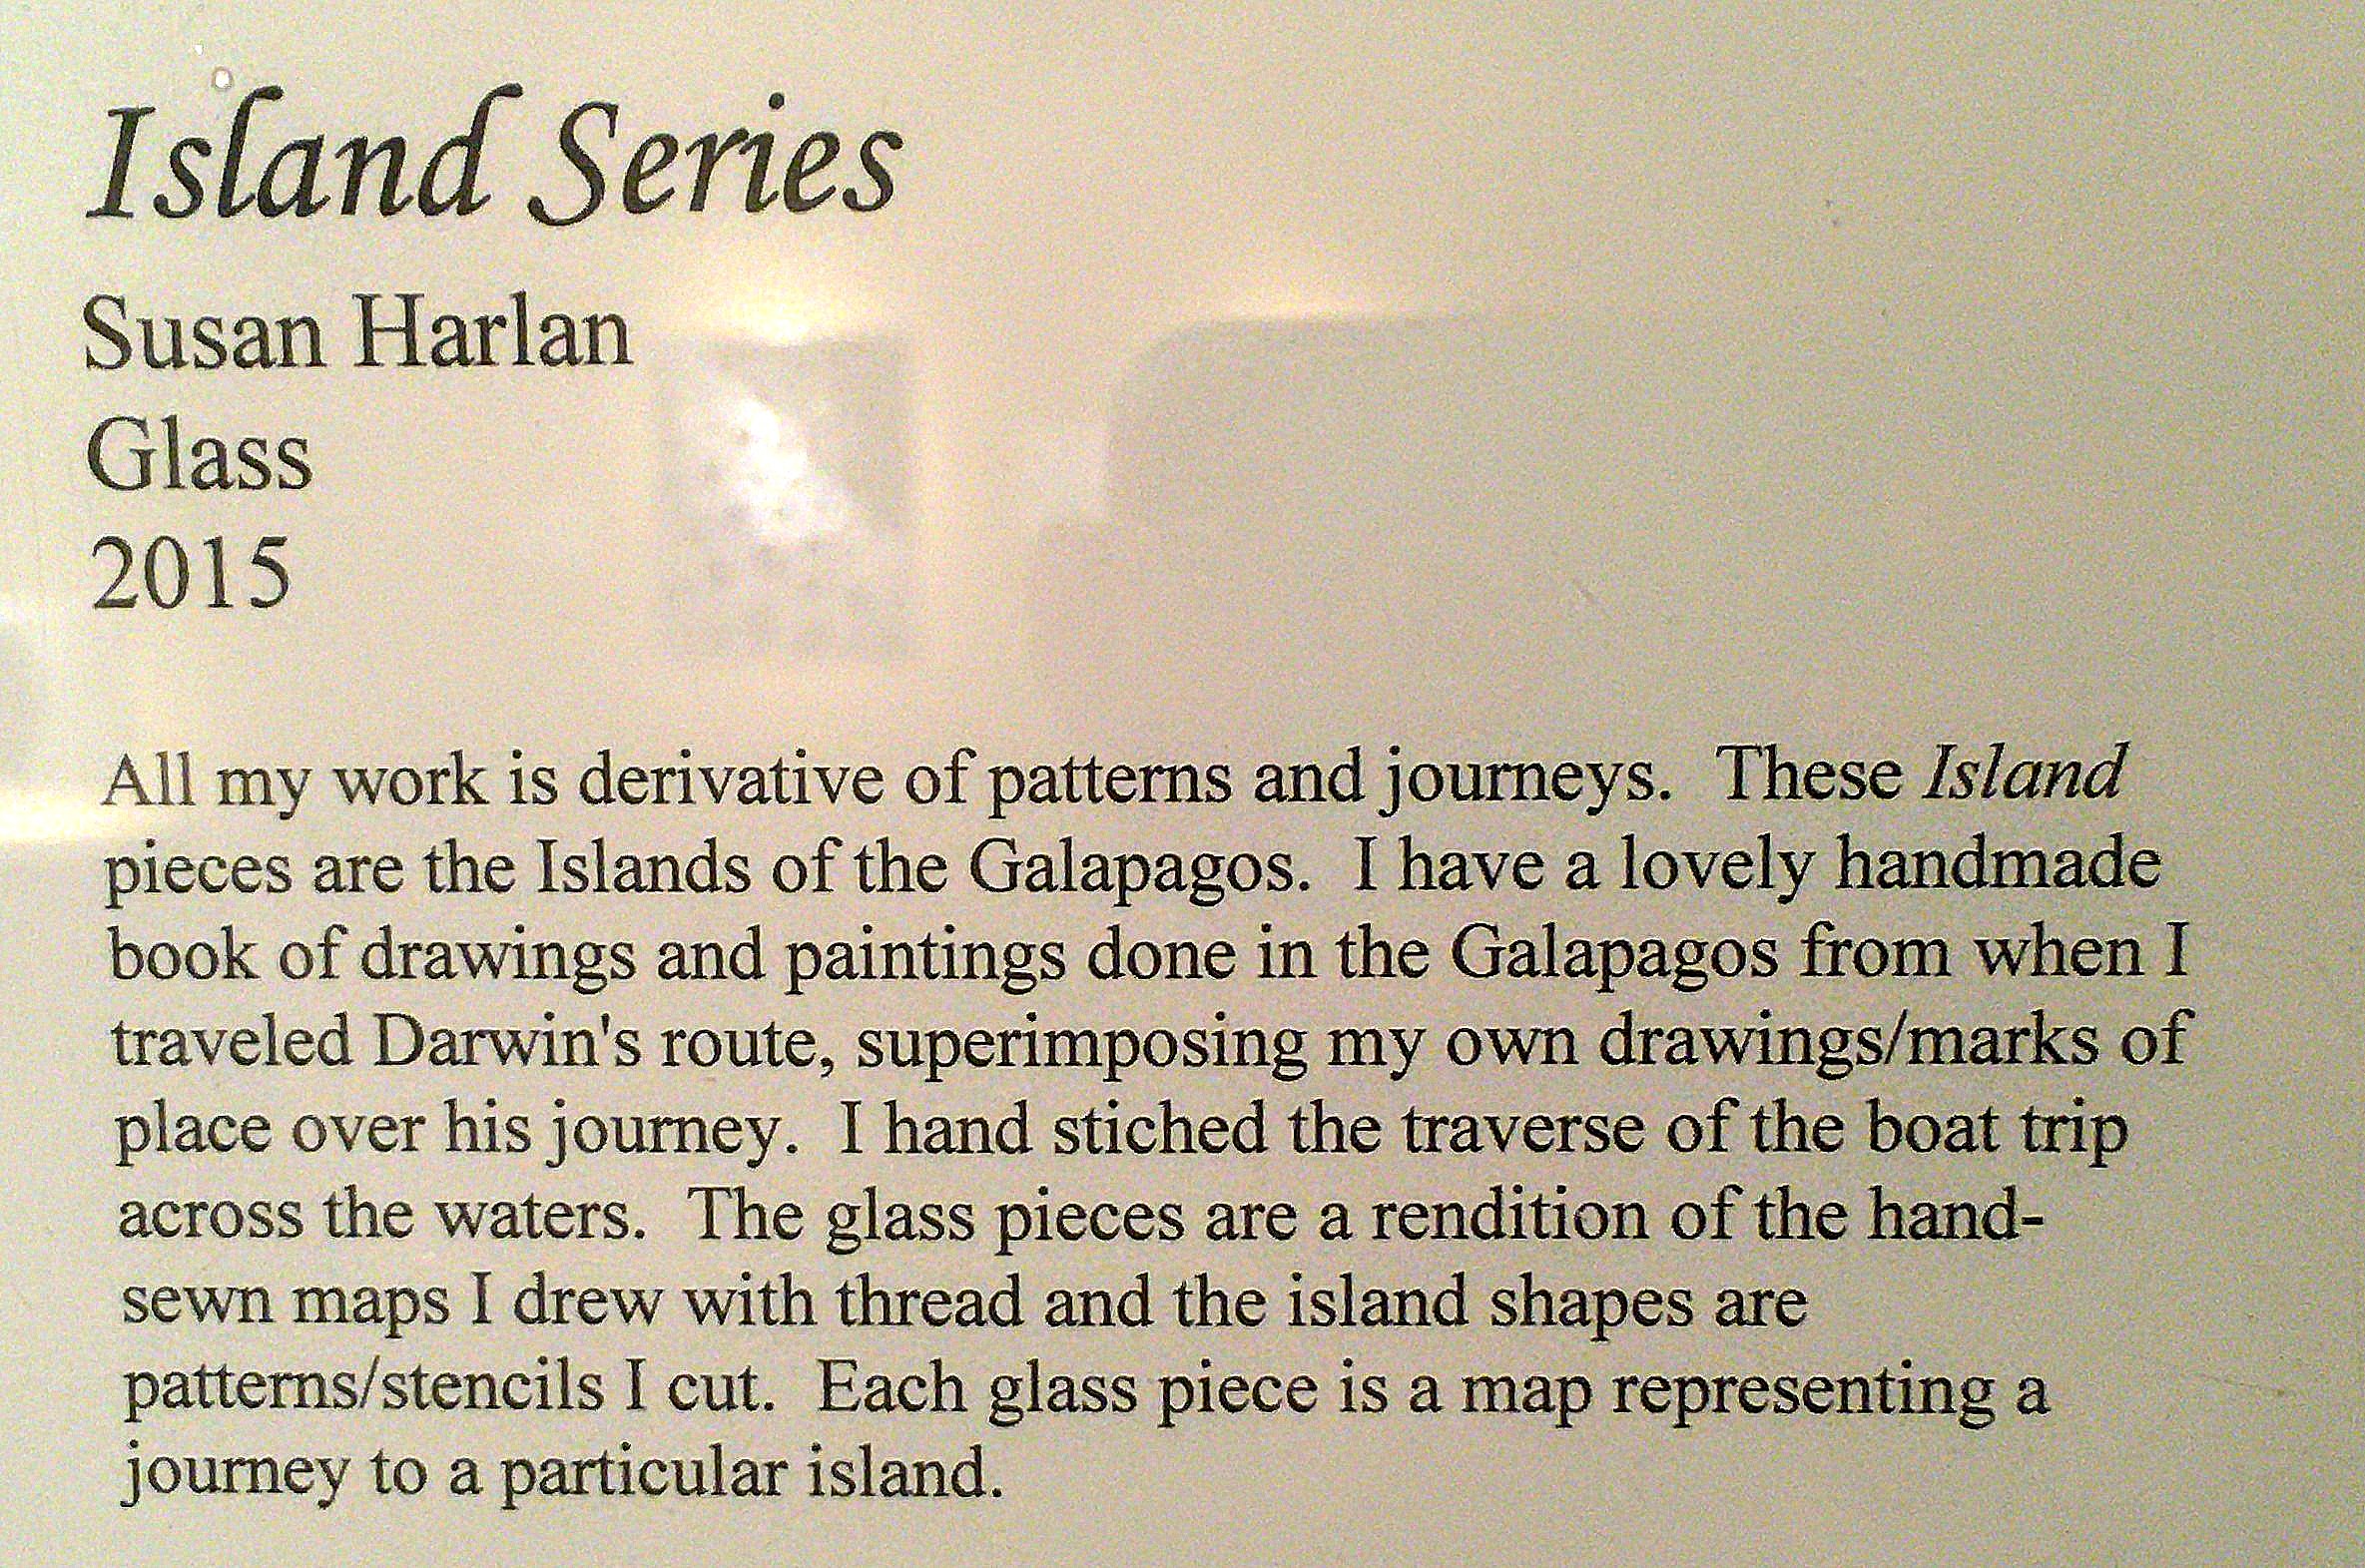 Island Series
Susan Harlan
Glass
2015
All my work is derivative of patterns and journeys.  These Island
pieces are the Islands of the Galapagos.  I have a lovely handmade
book of drawings and paintings done in the Galapagos from when I
traveled Darwin's route, superimposing my own drawings/marks of
place over his journey.  I hand stiched the traverse of the boat trip
across the waters.  The glass pieces are a rendition of the hand-
sewn maps I drew with thread and the island shapes are
patterns/stencils I cut.  Each glass piece is a map representing a
journey to a particular island.